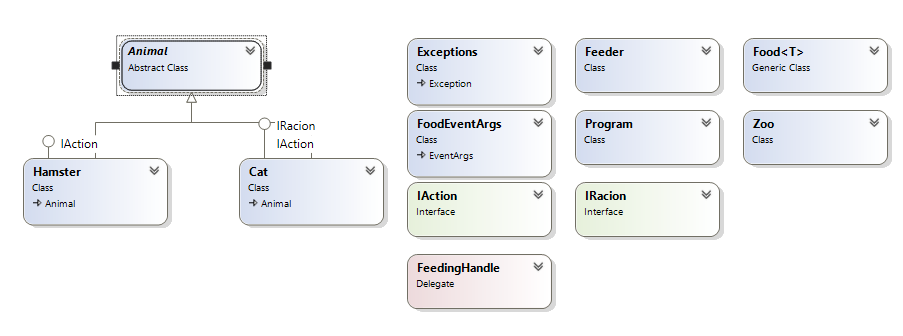 Animal
Abstract Class
IAction
IRacion
IAction
Hamster
Class
Animal
Cat
Class
Animal
Exceptions
Class
Exception
Feeder
Class
Food<T>
Generic Class
FoodEventArgs
Class
EventArgs
Program
Class
Zoo
Class
IAction
Interface
IRacion
Interface
FeedingHandle
Delegate